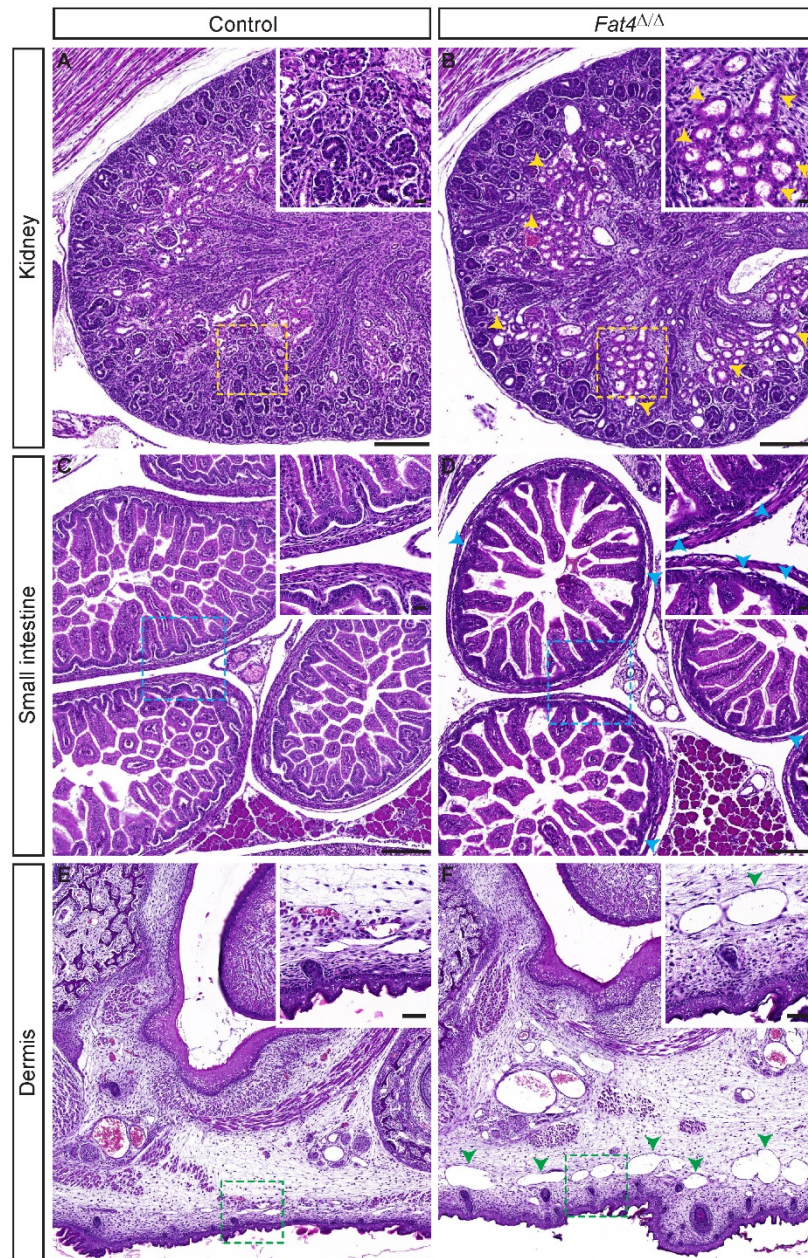 Control
Fat4Δ/Δ
Kidney
A
B
Small intestine
C
D
Dermis
E
F